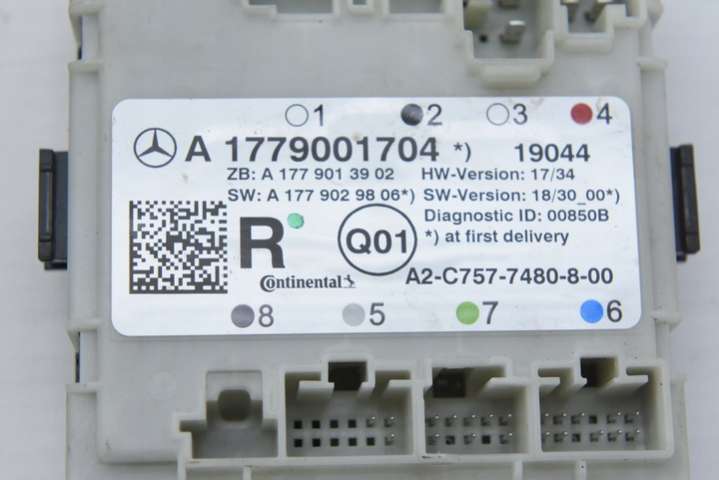 1 2 3 4
A 1779001704 *) 19044
ZB: A 177 901 39 02 HW-Version: 17/34
SW: A 177 902 98 06*) SW-Version: 18/30_00*)
Diagnostic ID: 00850B
R Q01 *) at first delivery
Continental A2-C757-7480-8-00
8 5 7 6